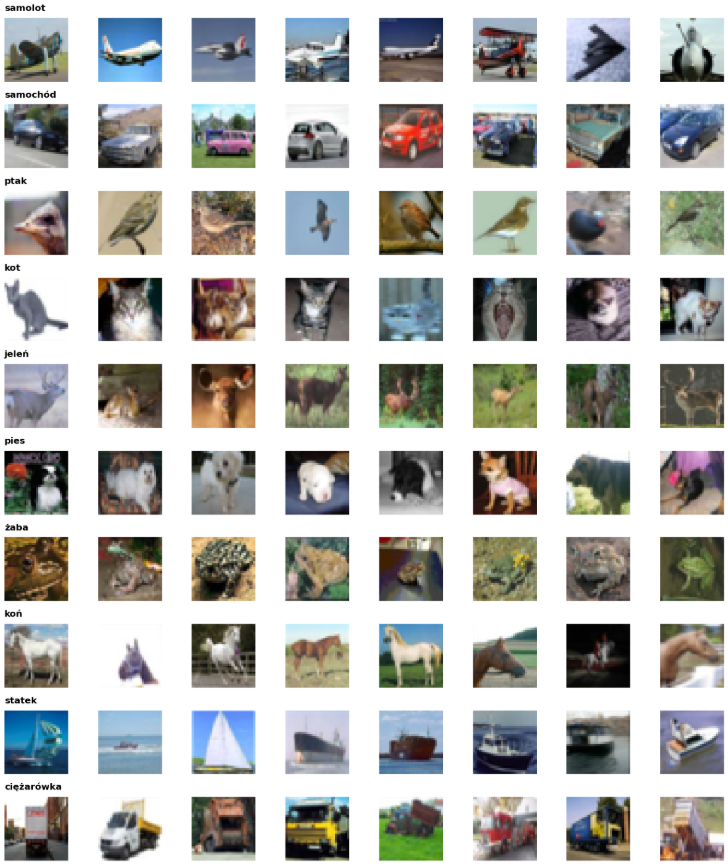 samolot
samochód
ptak
kot
jeleń
pies
żaba
koń
statek
ciężarówka